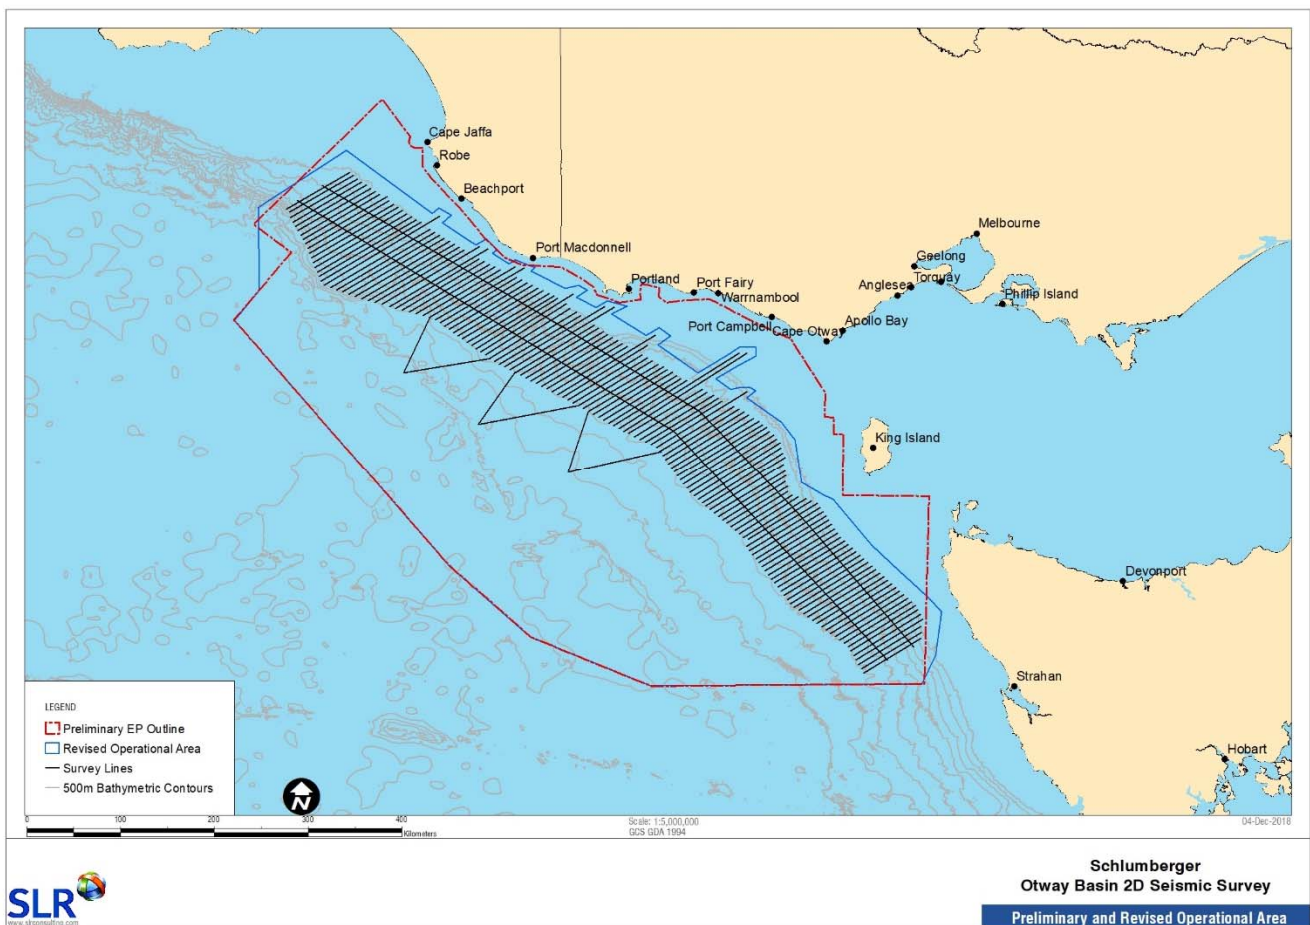 Cape Jaffa
Robe
Beachport
Melbourne
Port Macdonnell
Geelong
Portland
Port Fairy
Anglesea
Torquay
Warrnambool
Phillip Island
Port Campbell
Cape Otway
Apollo Bay
King Island
Devonport
Strahan
Hobart
LEGEND
Preliminary EP Outline
Revised Operational Area
Survey Lines
500m Bathymetric Contours
N
0 100 200 300 400
Kilometers
Scale: 1:5,000,000
GCS GDA 1994
04-Dec-2018
SLR
www.slrconsulting.com
Schlumberger
Otway Basin 2D Seismic Survey
Preliminary and Revised Operational Area